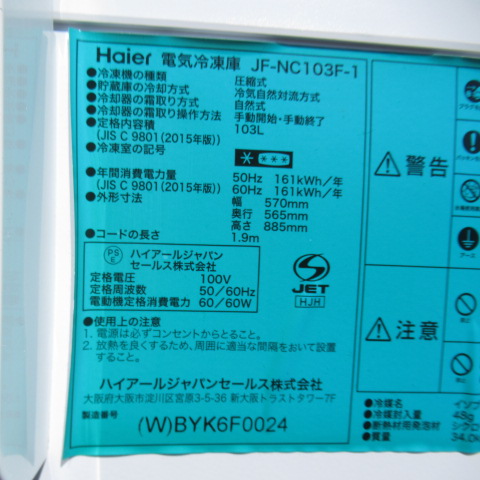 Haier 電気冷凍庫 JF-NC103F-1
●冷凍機の種類 圧縮式
●貯蔵庫の冷却方式 冷気自然対流方式
●冷却器の霜取り方式 自然式
●冷却器の霜取り操作方法 手動開始・手動終了
●定格内容積 103L
(JIS C 9801(2015年版))
●冷凍室の記号
●年間消費電力量 50Hz 161kWh/年
(JIS C 9801(2015年版)) 60Hz 161kWh/年
●外形寸法 幅 570mm
奥行 565mm
高さ 885mm
●コードの長さ 1.9m
PS
E
ハイアールジャパン
セールス株式会社
定格電圧 100V
定格周波数 50/60Hz
電動機定格消費電力 60/60W
S
JET
HJH
●使用上の注意
1. 電源は必ずコンセントからとること。
2. 放熱を良くするため、周囲に適当な間隔をおいて設置
すること。
ハイアールジャパンセールス株式会社
大阪府大阪市淀川区宮原3-5-36 新大阪トラストタワー7F
製造番号
(W)BYK6F0024
警告
アース
注意
●冷媒名 イソブ
●冷媒封入量 48g
●断熱材用発泡材 シクロ
●質量 34.0k